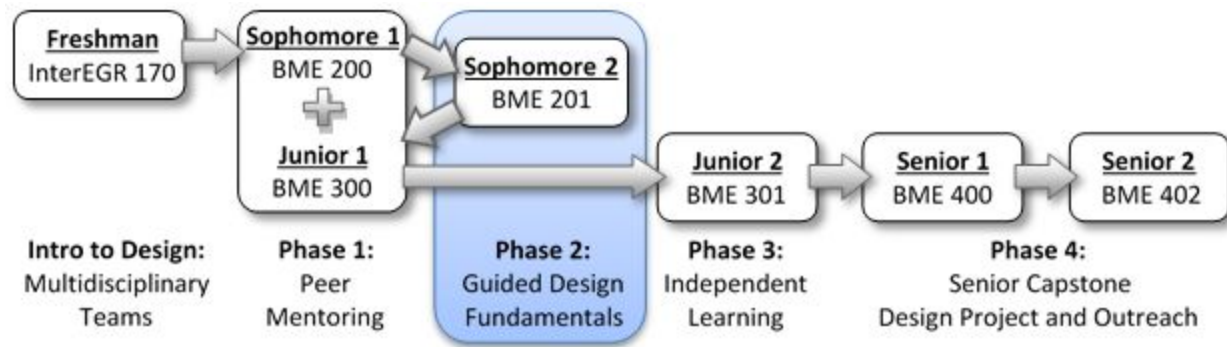 Freshman
InterEGR 170
Sophomore 1
BME 200
Junior 1
BME 300
Sophomore 2
BME 201
Junior 2
BME 301
Senior 1
BME 400
Senior 2
BME 402
Intro to Design:
Multidisciplinary
Teams
Phase 1:
Peer
Mentoring
Phase 2:
Guided Design
Fundamentals
Phase 3:
Independent
Learning
Phase 4:
Senior Capstone
Design Project and Outreach